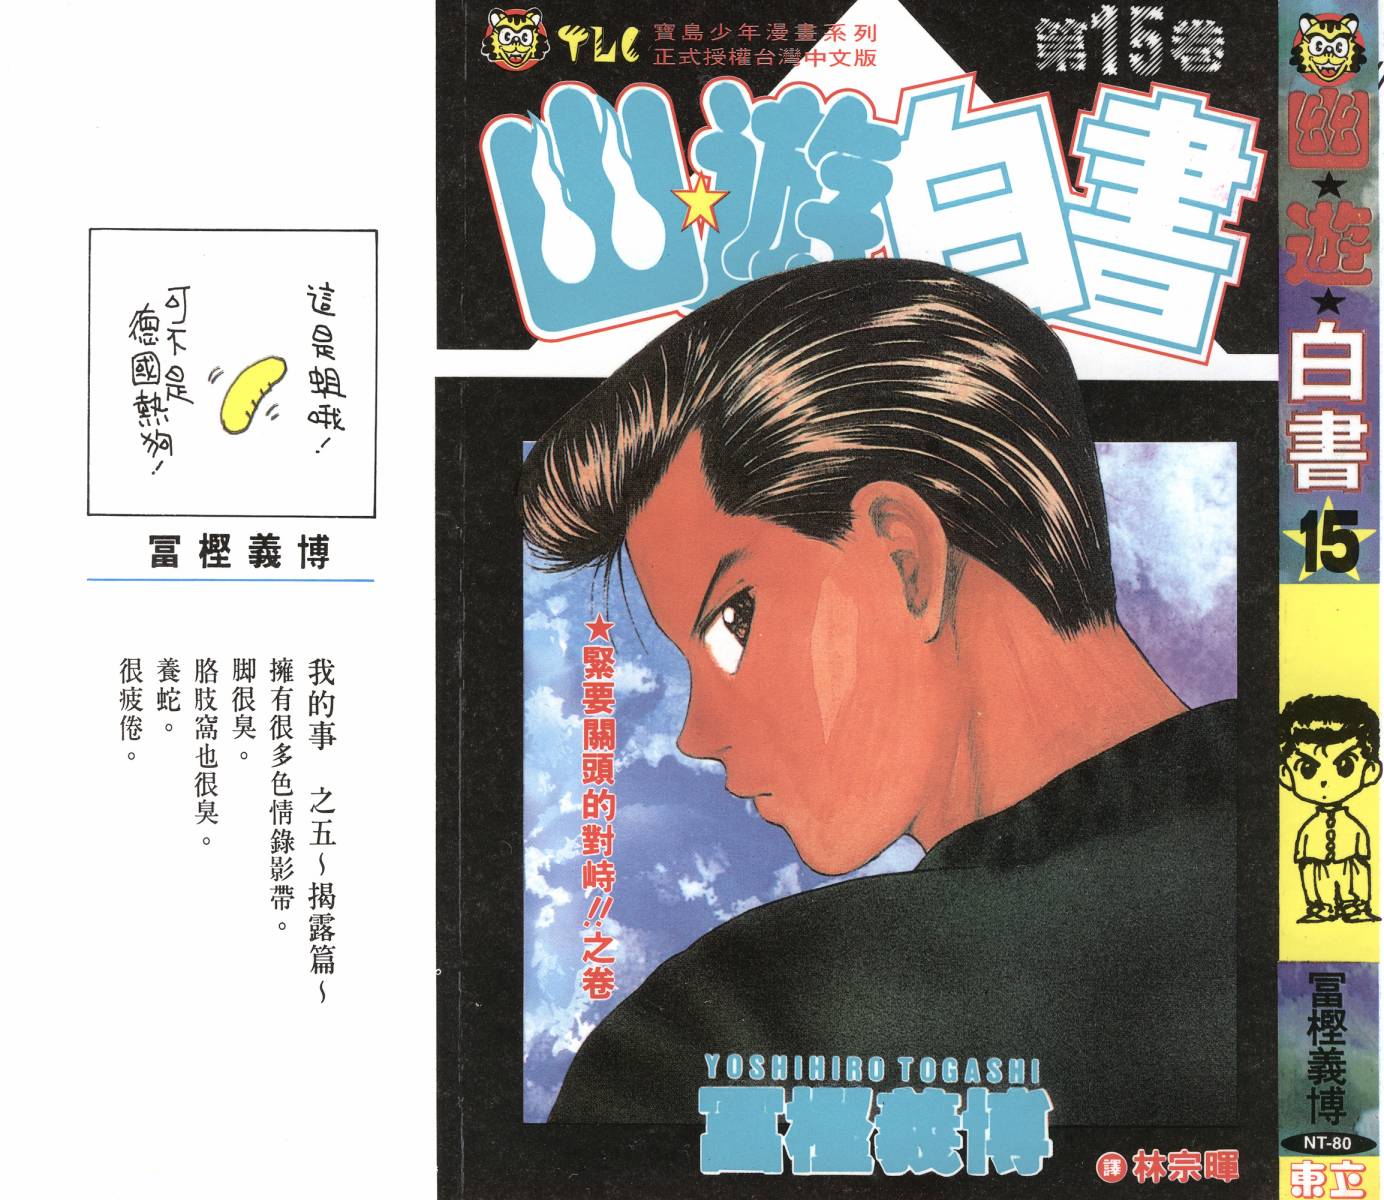 TLC
寶島少年漫畫系列
正式授權台灣中文版
第15卷
幽★遊白書
★緊要關頭的對峙!!之卷
YOSHIHIRO TOGASHI
冨樫義博
譯 林宗暉
幽★遊★白書
15
冨樫義博
NT-80
東立
這是蛆哦!
可不是
德國熱狗!
冨樫義博
我的事 之五~揭露篇~
擁有很多色情錄影帶。
脚很臭。
胳肢窩也很臭。
養蛇。
很疲倦。